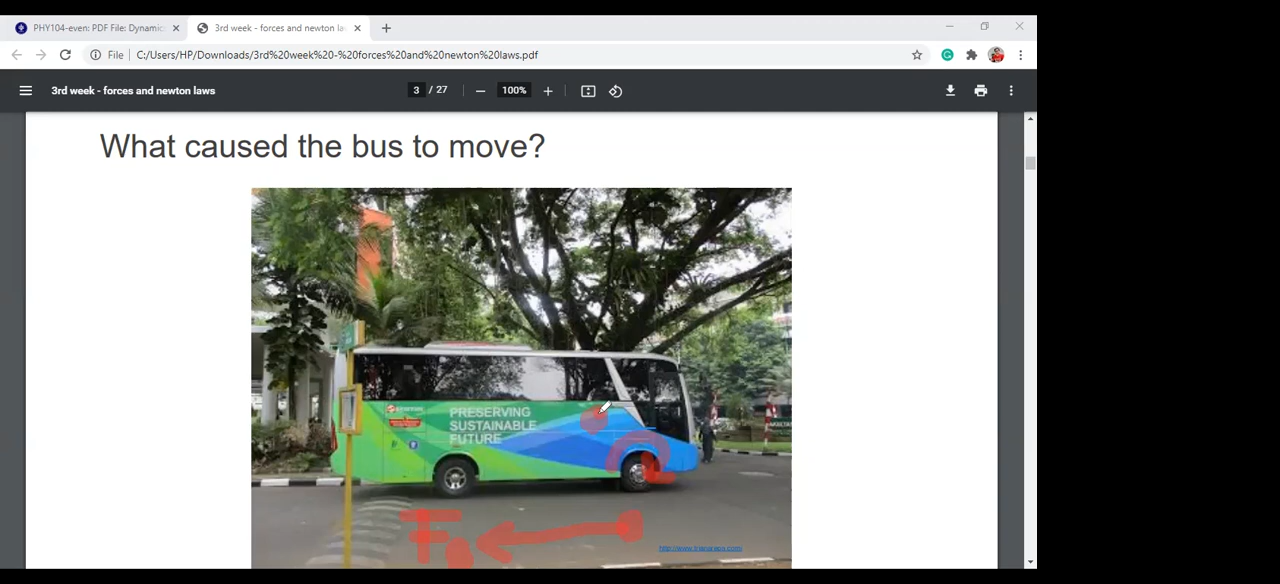 PHY104-even: PDF File: Dynamic
3rd week - forces and newton la
File
C:/Users/HP/Downloads/3rd%20week%20-%20forces%20and%20newton%20laws.pdf
3rd week - forces and newton laws
3 / 27
100%
What caused the bus to move?
PRESERVING
SUSTAINABLE
FUTURE
F